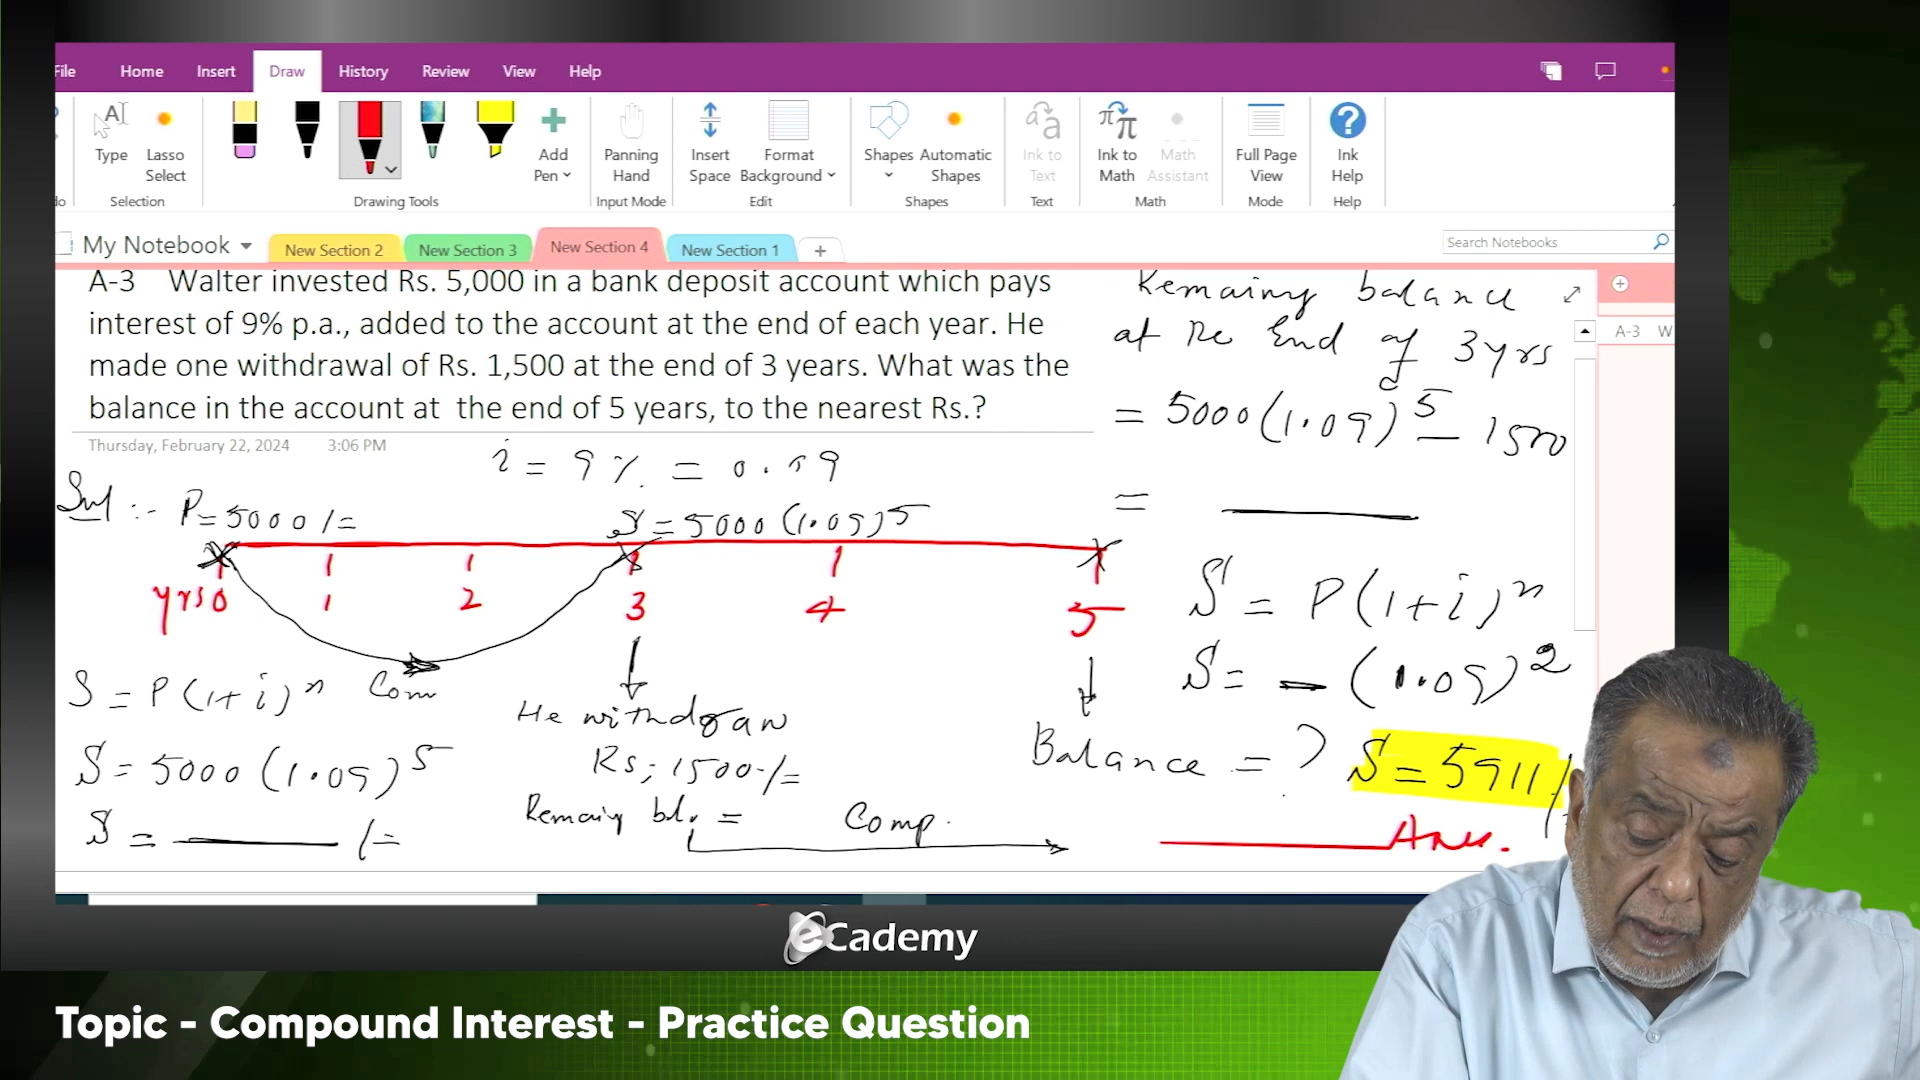 File Home Insert Draw History Review View Help
Type Lasso Select
Selection
Drawing Tools
Add Pen
Panning Hand
Input Mode
Insert Space Format Background
Edit
Shapes Automatic Shapes
Shapes
Ink to Text
Text
Ink to Math Math Assistant
Math
Full Page View
Mode
Ink Help
Help
My Notebook New Section 2 New Section 3 New Section 4 New Section 1 +
Search Notebooks
A-3 W
A-3 Walter invested Rs. 5,000 in a bank deposit account which pays
interest of 9% p.a., added to the account at the end of each year. He
made one withdrawal of Rs. 1,500 at the end of 3 years. What was the
balance in the account at the end of 5 years, to the nearest Rs.?
Thursday, February 22, 2024 3:06 PM
i = 9% = 0.09
Sol :- P=5000/=
S=5000(1.09)5
yrs 0 1 2 3 4 5
S = P(1+i)n Com
S = 5000 (1.09)5
S = ___ /=
He withdraw
Rs; 1500/=
Remaing bl. = Comp.
Balance = ?
Remaing balance
at the End of 3yrs
= 5000(1.09)5 - 1500
= ___
S = P(1+i)n
S = — (1.09)2
S = 5911/=
Ans.
eCademy
Topic - Compound Interest - Practice Question